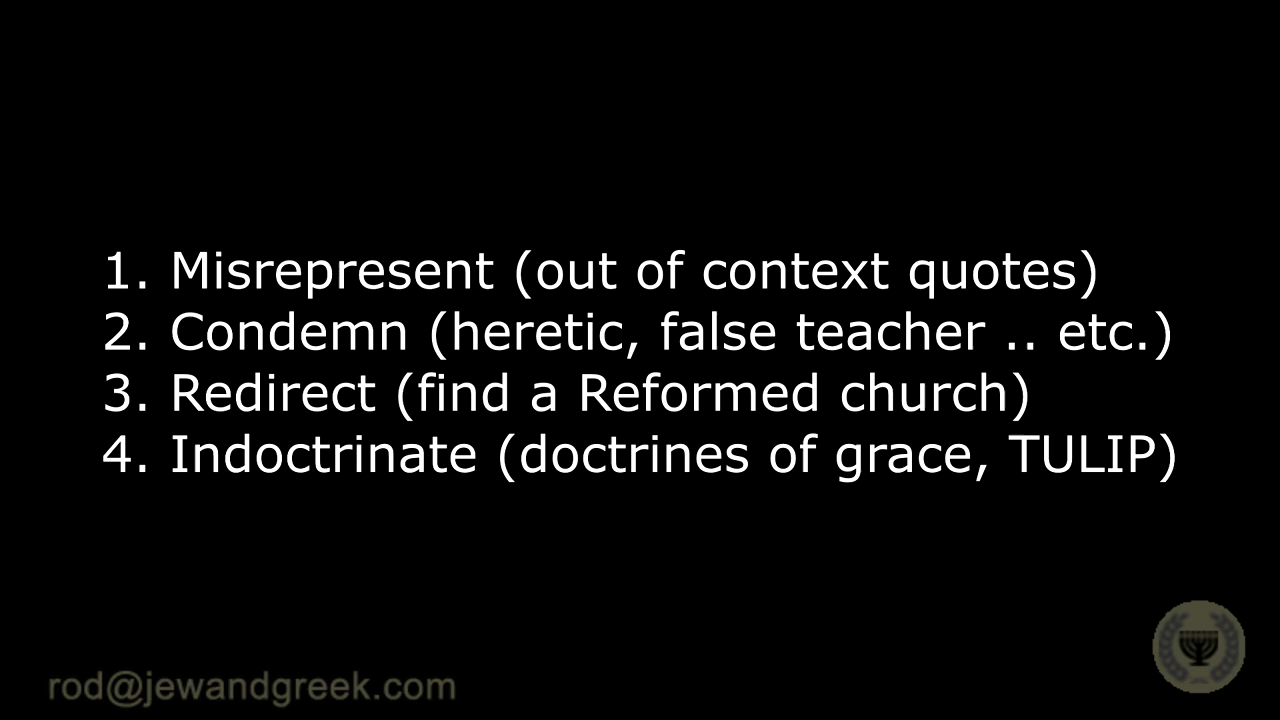 1. Misrepresent (out of context quotes)
2. Condemn (heretic, false teacher .. etc.)
3. Redirect (find a Reformed church)
4. Indoctrinate (doctrines of grace, TULIP)
rod@jewandgreek.com